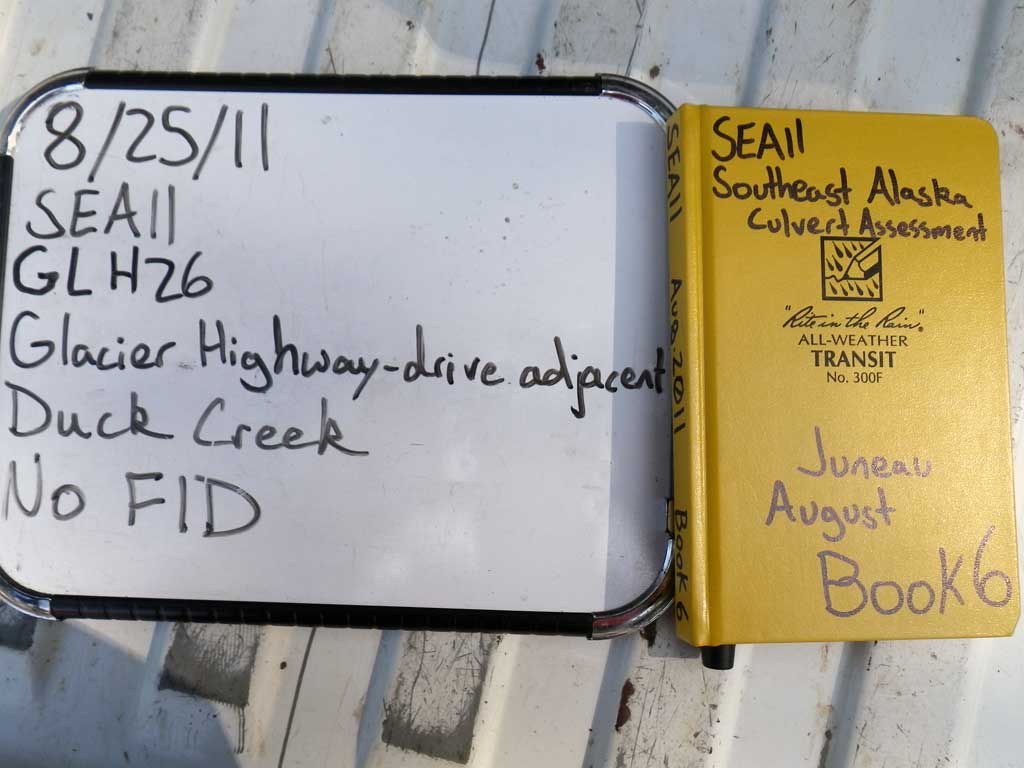 8/25/11
SEA11
GLH26
Glacier Highway-drive adjacent
Duck Creek
No FID
SEA11 Aug 2011 Book 6
SEA11
Southeast Alaska
Culvert Assessment
"Rite in the Rain"®
ALL-WEATHER
TRANSIT
No. 300F
Juneau
August
Book 6